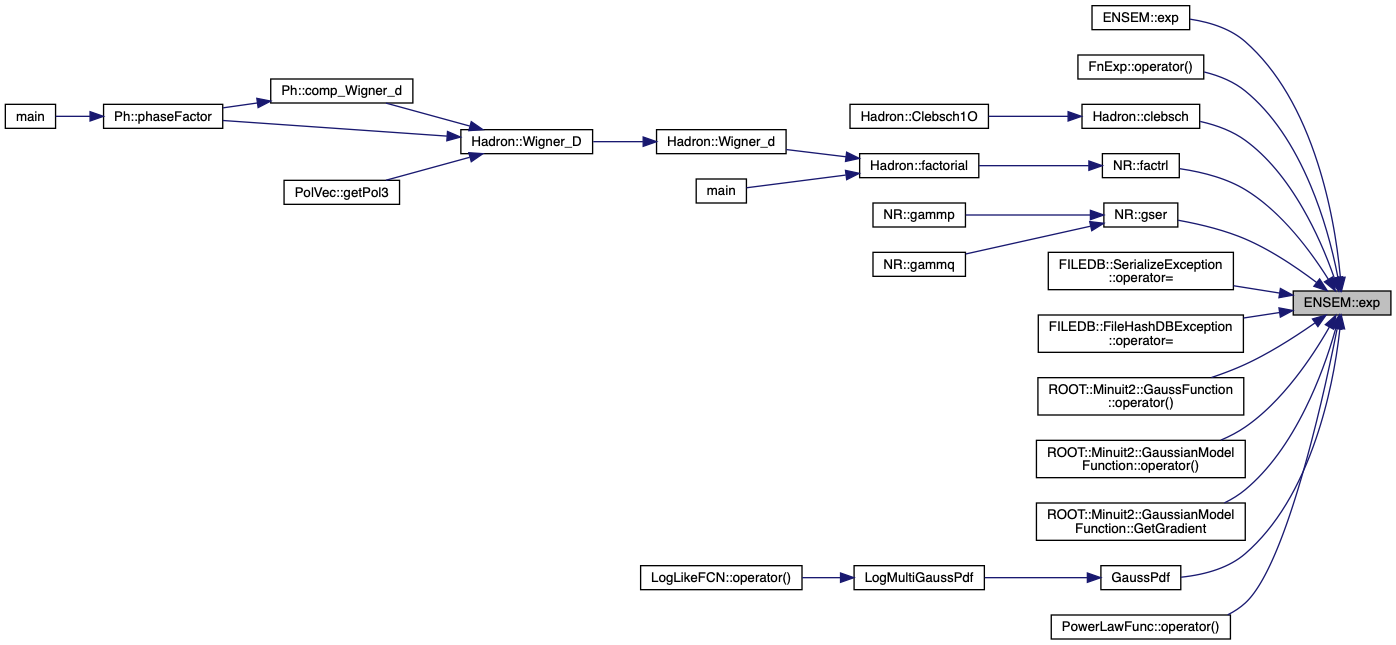 ENSEM::exp
FnExp::operator()
Ph::comp_Wigner_d
main
Ph::phaseFactor
Hadron::Clebsch1O
Hadron::clebsch
Hadron::Wigner_D
Hadron::Wigner_d
Hadron::factorial
NR::factrl
PolVec::getPol3
main
NR::gammp
NR::gser
NR::gammq
FILEDB::SerializeException
::operator=
ENSEM::exp
FILEDB::FileHashDBException
::operator=
ROOT::Minuit2::GaussFunction
::operator()
ROOT::Minuit2::GaussianModel
Function::operator()
ROOT::Minuit2::GaussianModel
Function::GetGradient
LogLikeFCN::operator()
LogMultiGaussPdf
GaussPdf
PowerLawFunc::operator()